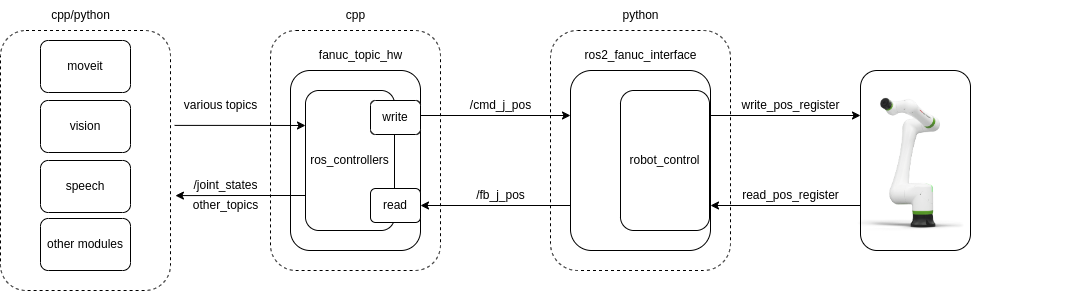 cpp/python
cpp
python
fanuc_topic_hw
ros2_fanuc_interface
moveit
vision
speech
other modules
various topics
/joint_states
other_topics
ros_controllers
write
read
/cmd_j_pos
/fb_j_pos
robot_control
write_pos_register
read_pos_register